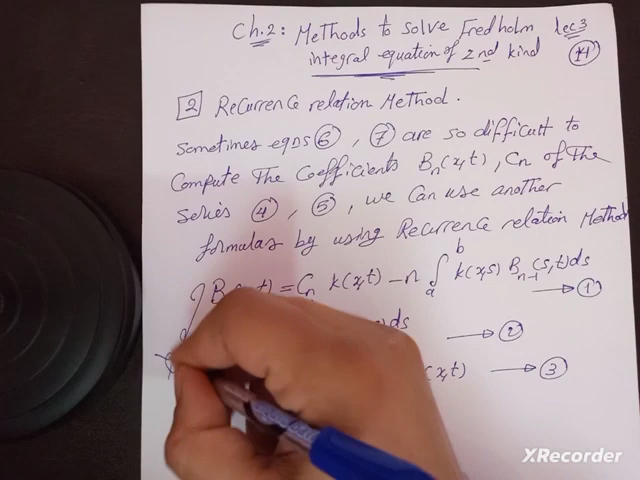 Ch.2: Methods to solve Fredholm Lec3
integral equation of 2nd kind 14
2 Recurrence relation Method.
Sometimes eqns 6, 7 are so difficult to
Compute The Coefficients Bn(x,t), Cn of The
series 4, 5, we can use another
formulas by using Recurrence relation Method
Bn(x,t) = Cn k(x,t) - n ∫ₐᵇ k(x,s) Bn-1(s,t)ds → 1
ds → 2
(x,t) → 3
XRecorder